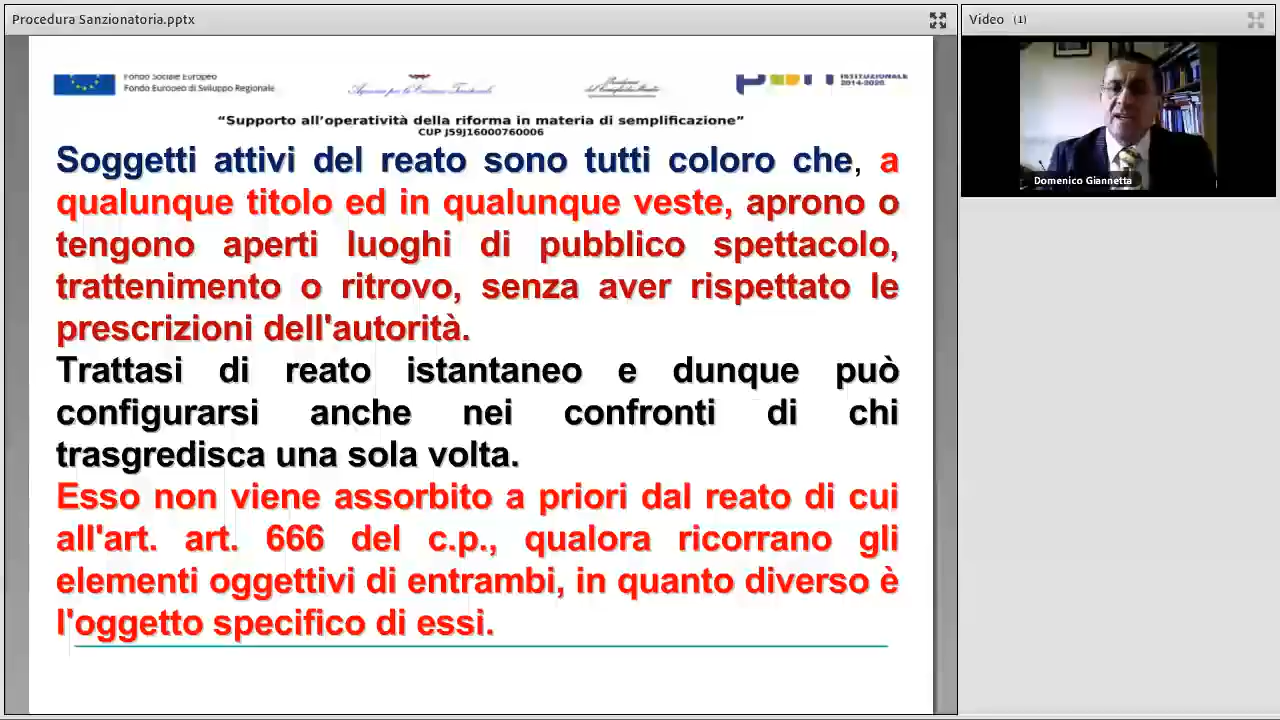 Procedura Sanzionatoria.pptx
Video (1)
Fondo Sociale Europeo
Fondo Europeo di Sviluppo Regionale
ISTITUZIONALE
2014-2020
“Supporto all’operatività della riforma in materia di semplificazione”
CUP J59J16000760006
Soggetti attivi del reato sono tutti coloro che, a
qualunque titolo ed in qualunque veste, aprono o
tengono aperti luoghi di pubblico spettacolo,
trattenimento o ritrovo, senza aver rispettato le
prescrizioni dell'autorità.
Trattasi di reato istantaneo e dunque può
configurarsi anche nei confronti di chi
trasgredisca una sola volta.
Esso non viene assorbito a priori dal reato di cui
all'art. art. 666 del c.p., qualora ricorrano gli
elementi oggettivi di entrambi, in quanto diverso è
l'oggetto specifico di essi.
Domenico Giannetta